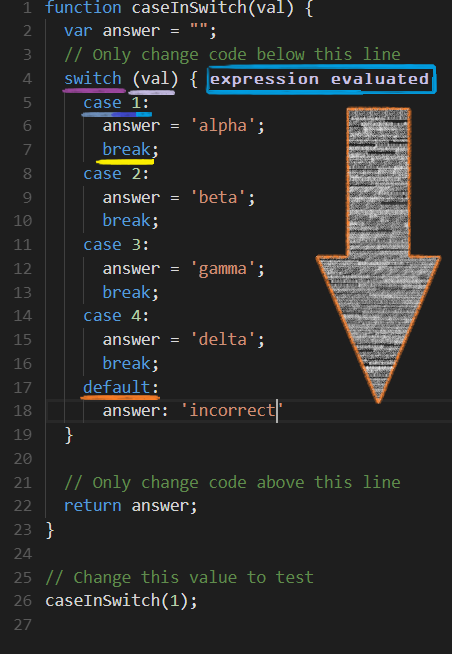 1 function caseInSwitch(val) {
2 var answer = "";
3 // Only change code below this line
4 switch (val) { expression evaluated
5 case 1:
6 answer = 'alpha';
7 break;
8 case 2:
9 answer = 'beta';
10 break;
11 case 3:
12 answer = 'gamma';
13 break;
14 case 4:
15 answer = 'delta';
16 break;
17 default:
18 answer: 'incorrect'
19 }
20
21 // Only change code above this line
22 return answer;
23 }
24
25 // Change this value to test
26 caseInSwitch(1);
27